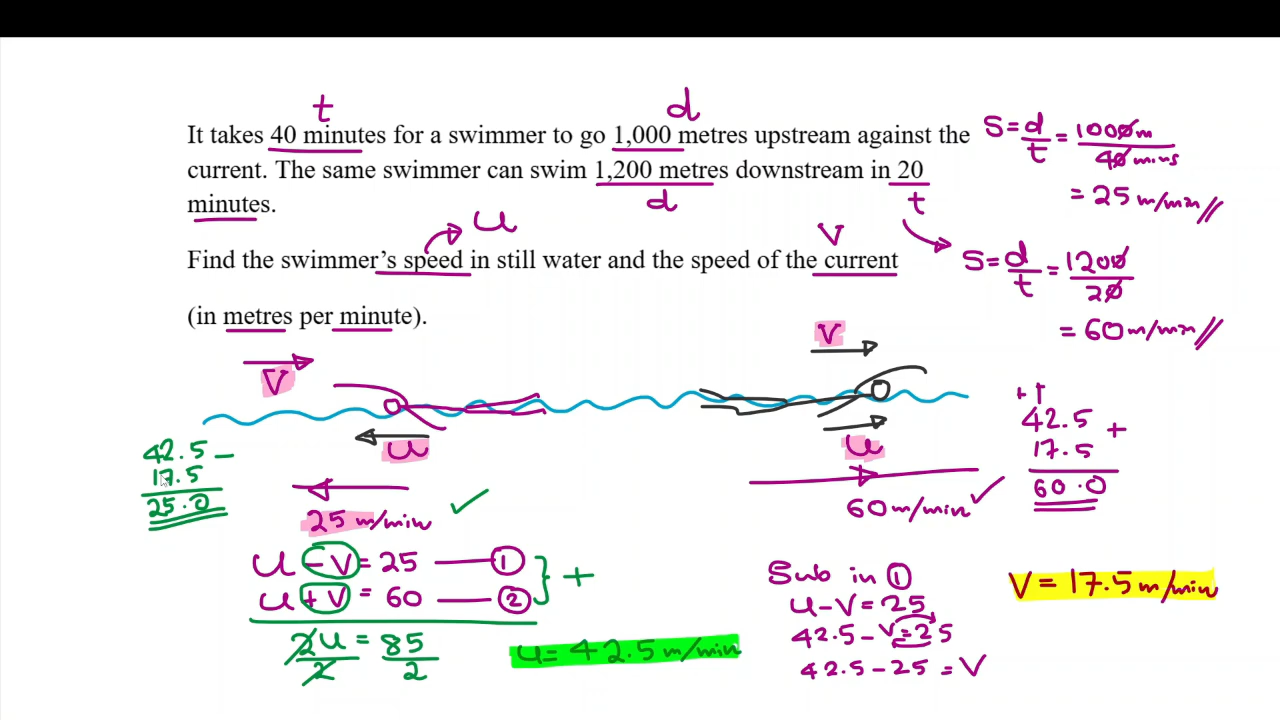 t
d
It takes 40 minutes for a swimmer to go 1,000 metres upstream against the
current. The same swimmer can swim 1,200 metres downstream in 20
minutes.
d
t
u
v
Find the swimmer's speed in still water and the speed of the current
(in metres per minute).
S = d/t = 1000m/40 mins
= 25 m/min //
S = d/t = 1200/20
= 60 m/min //
V
V
u
u
42.5 –
17.5
25.0
25 m/min ✓
60 m/min ✓
+1
42.5 +
17.5
60.0
u – v = 25 — ①
u + v = 60 — ②
} +
2u/2 = 85/2
u = 42.5 m/min
Sub in ①
u – v = 25
42.5 – v = 25
42.5 – 25 = v
V = 17.5 m/min